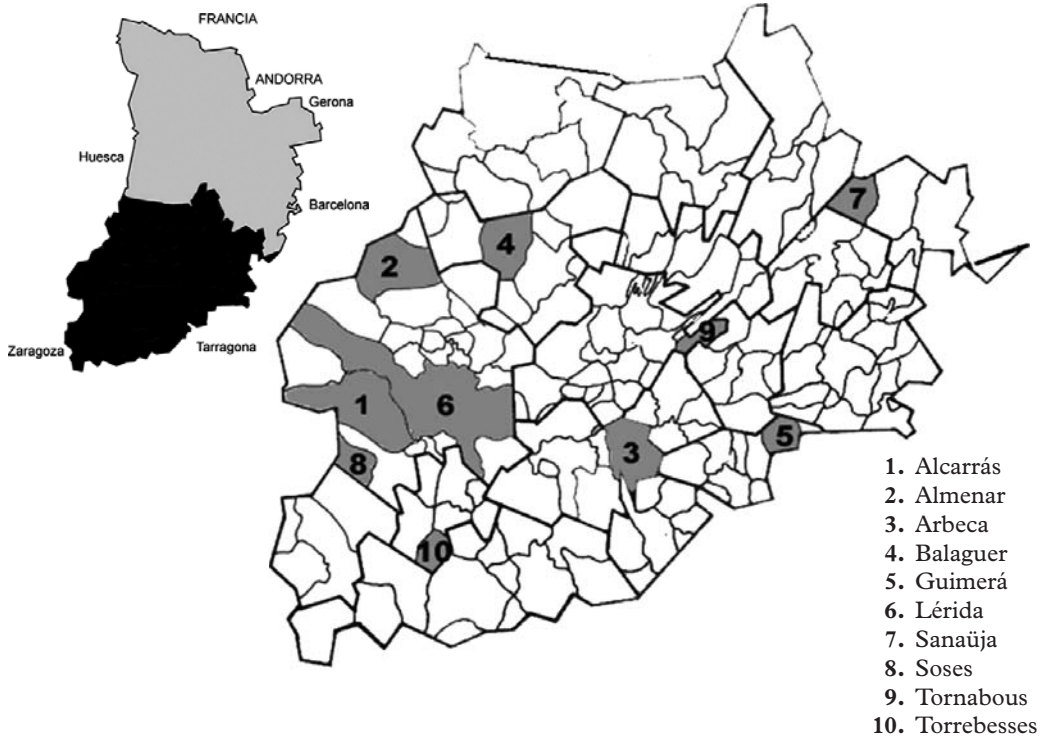 FRANCIA
ANDORRA
Gerona
Huesca
Barcelona
Zaragoza
Tarragona
7
4
2
9
1
6
5
3
8
10
1. Alcarrás
2. Almenar
3. Arbeca
4. Balaguer
5. Guimerá
6. Lérida
7. Sanaüja
8. Soses
9. Tornabous
10. Torrebesses